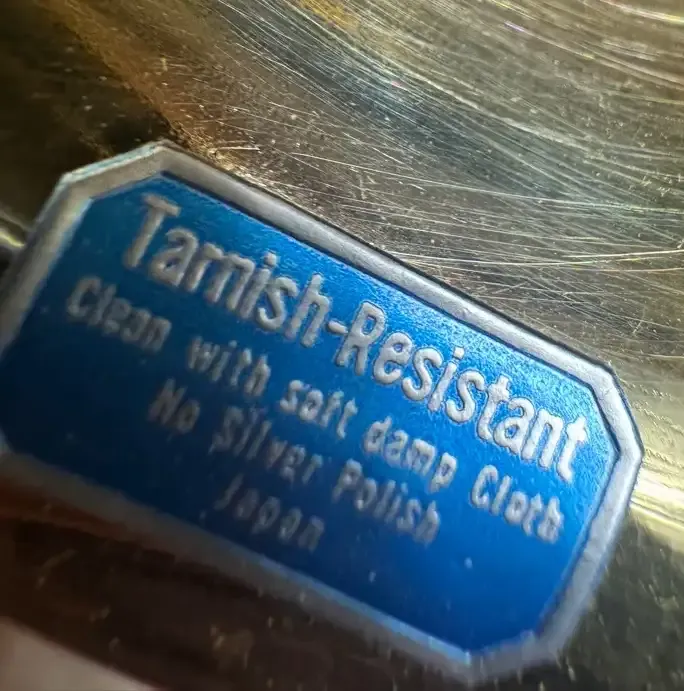 Tarnish-Resistant
Clean with soft damp Cloth
No Silver Polish
Japan